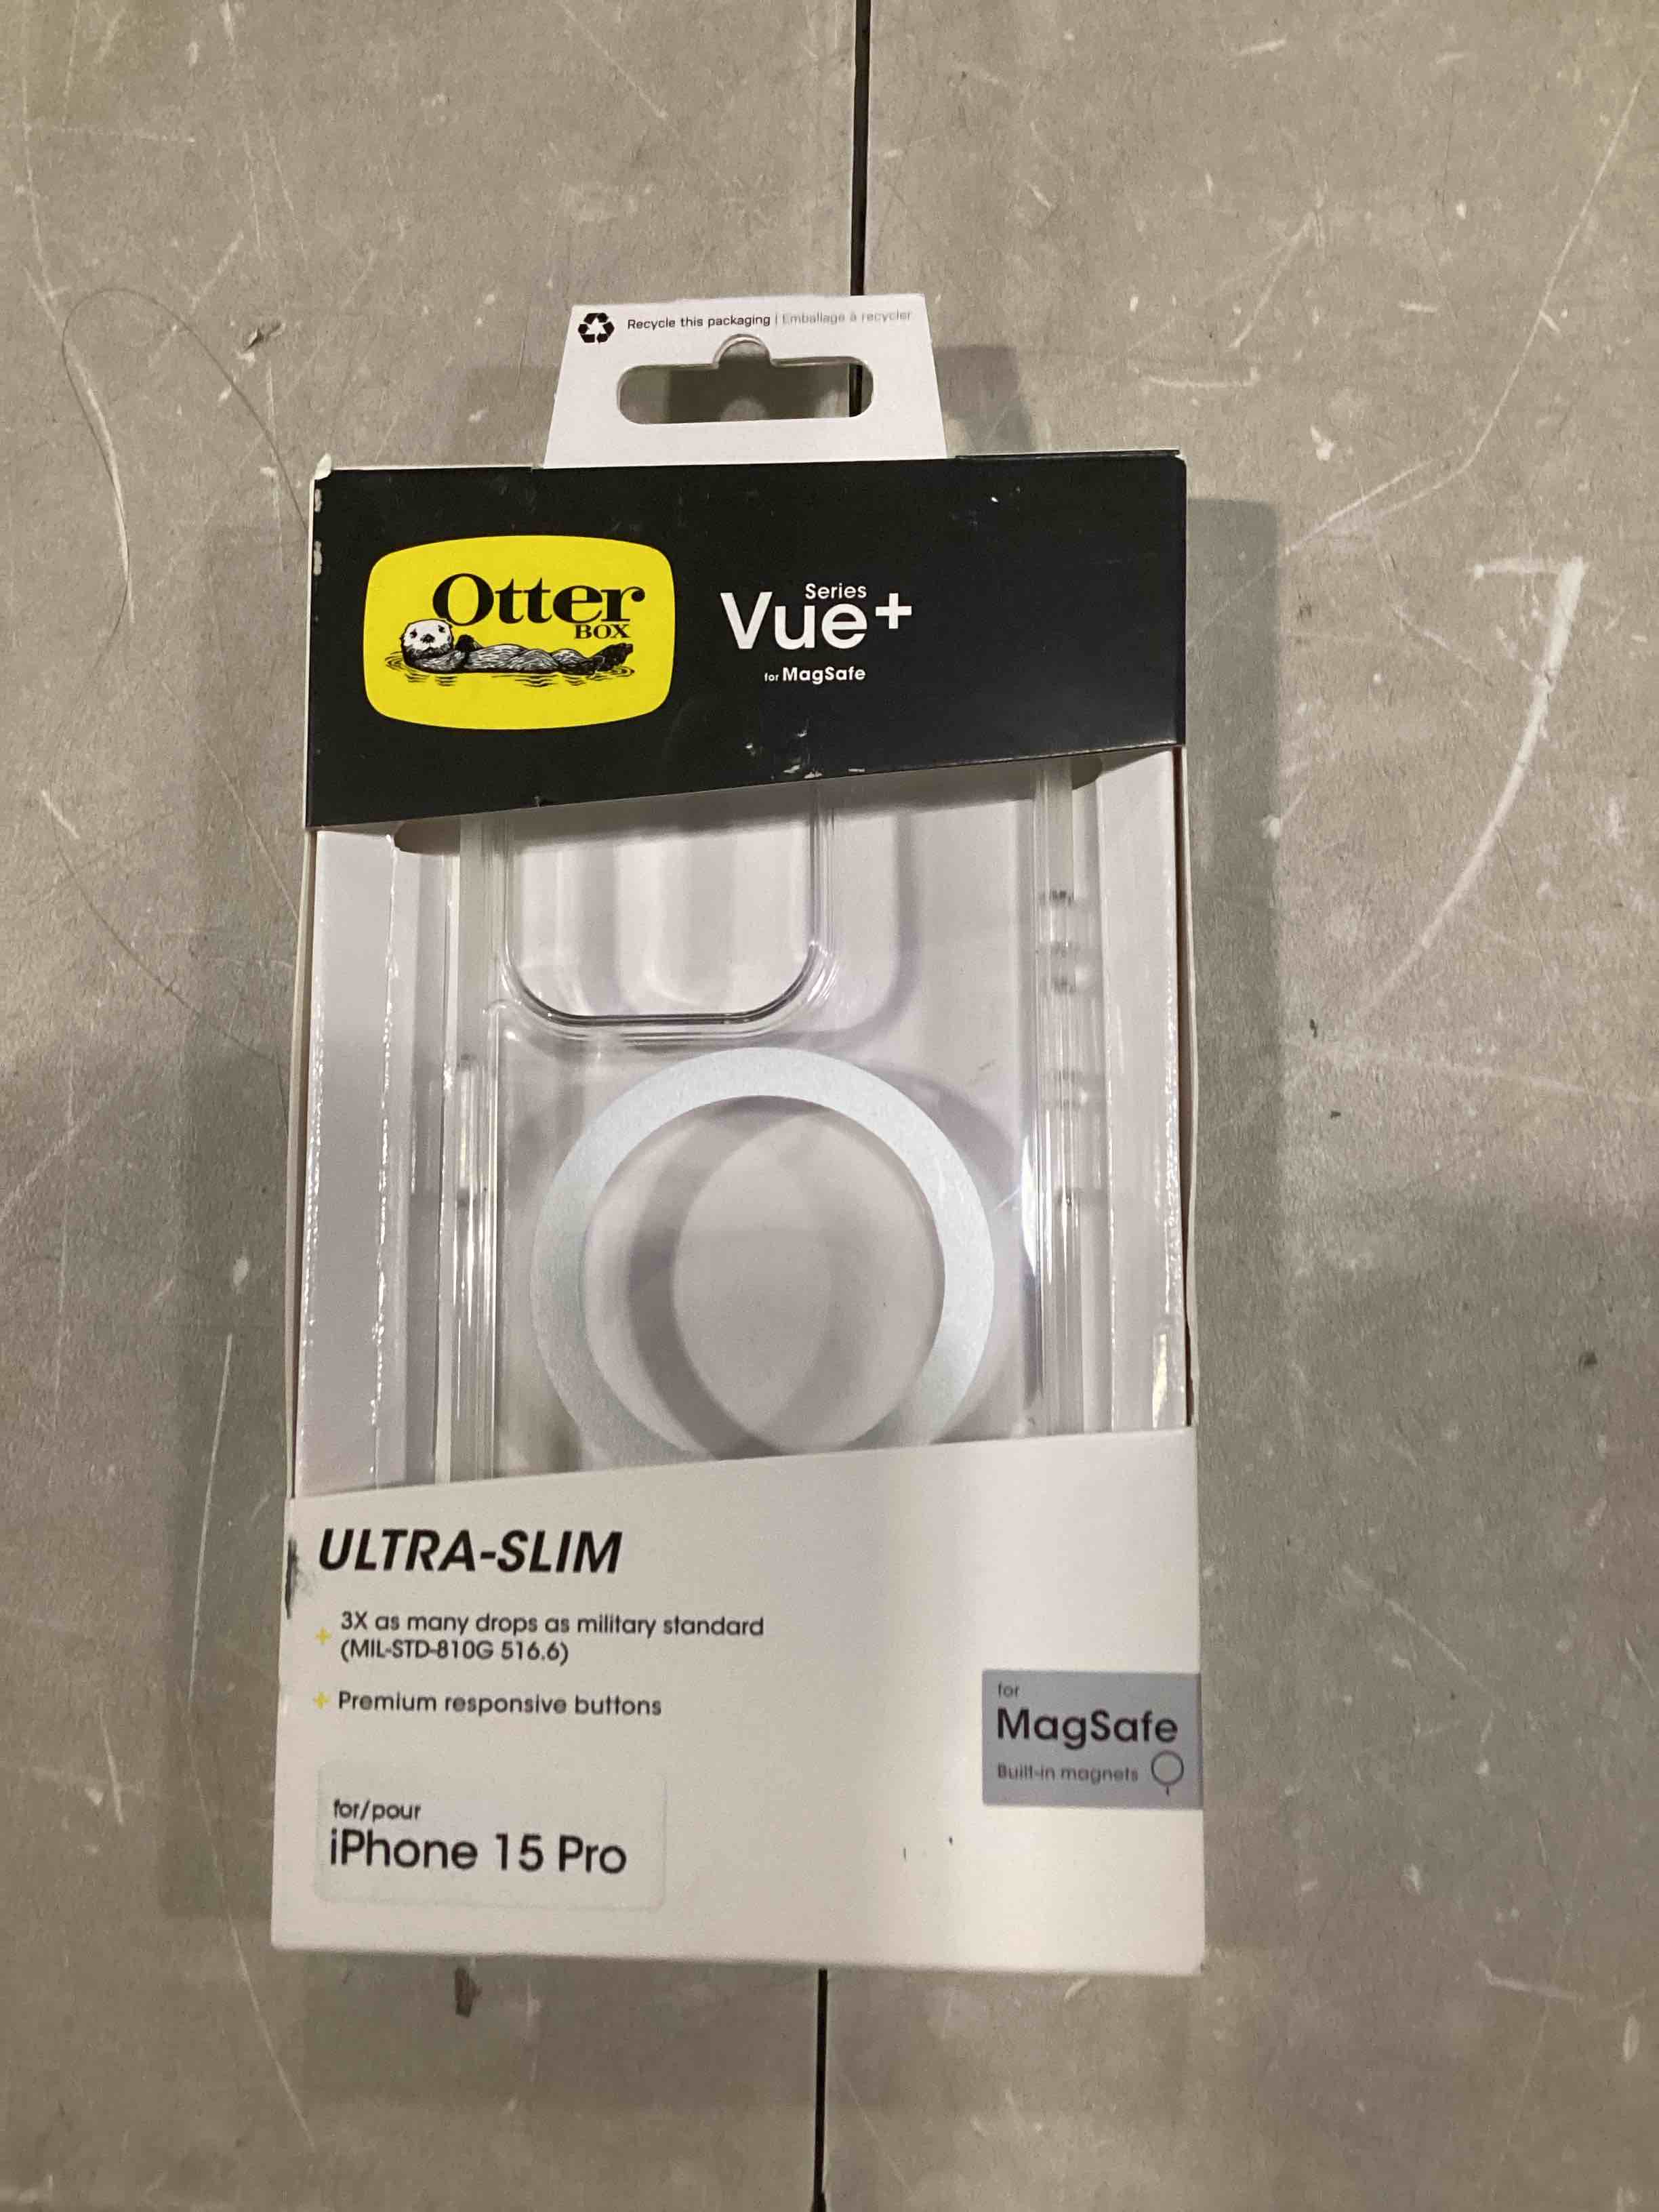 Recycle this packaging | Emballage à recycler
Otter
BOX
Series
Vue+
for MagSafe
ULTRA-SLIM
+ 3X as many drops as military standard
(MIL-STD-810G 516.6)
+ Premium responsive buttons
for
MagSafe
Built-in magnets
for/pour
iPhone 15 Pro